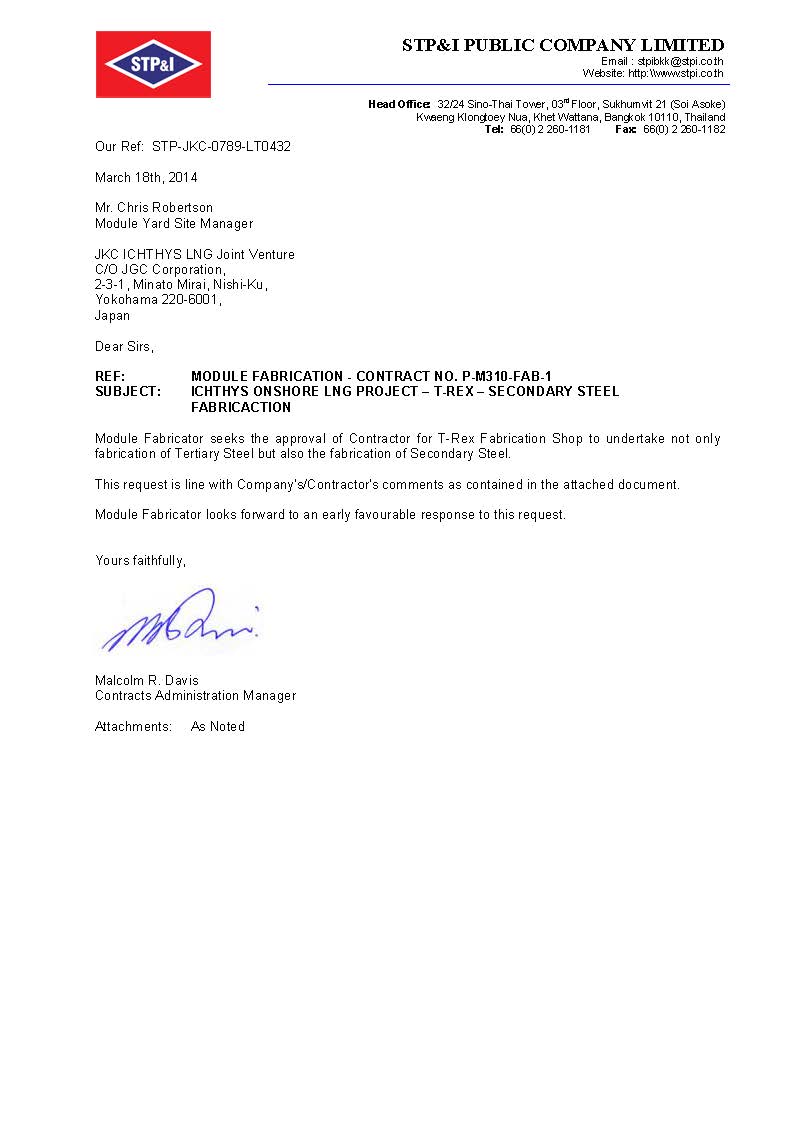 STP&I
STP&I PUBLIC COMPANY LIMITED
Email : stpibkk@stpi.co.th
Website: http:\\www.stpi.co.th
Head Office: 32/24 Sino-Thai Tower, 03rd Floor, Sukhumvit 21 (Soi Asoke)
Kwaeng Klongtoey Nua, Khet Wattana, Bangkok 10110, Thailand
Tel: 66(0) 2 260-1181 Fax: 66(0) 2 260-1182
Our Ref: STP-JKC-0789-LT0432
March 18th, 2014
Mr. Chris Robertson
Module Yard Site Manager
JKC ICHTHYS LNG Joint Venture
C/O JGC Corporation,
2-3-1, Minato Mirai, Nishi-Ku,
Yokohama 220-6001,
Japan
Dear Sirs,
REF: MODULE FABRICATION - CONTRACT NO. P-M310-FAB-1
SUBJECT: ICHTHYS ONSHORE LNG PROJECT – T-REX – SECONDARY STEEL
FABRICACTION
Module Fabricator seeks the approval of Contractor for T-Rex Fabrication Shop to undertake not only
fabrication of Tertiary Steel but also the fabrication of Secondary Steel.
This request is line with Company's/Contractor's comments as contained in the attached document.
Module Fabricator looks forward to an early favourable response to this request.
Yours faithfully,
Malcolm R. Davis
Contracts Administration Manager
Attachments: As Noted